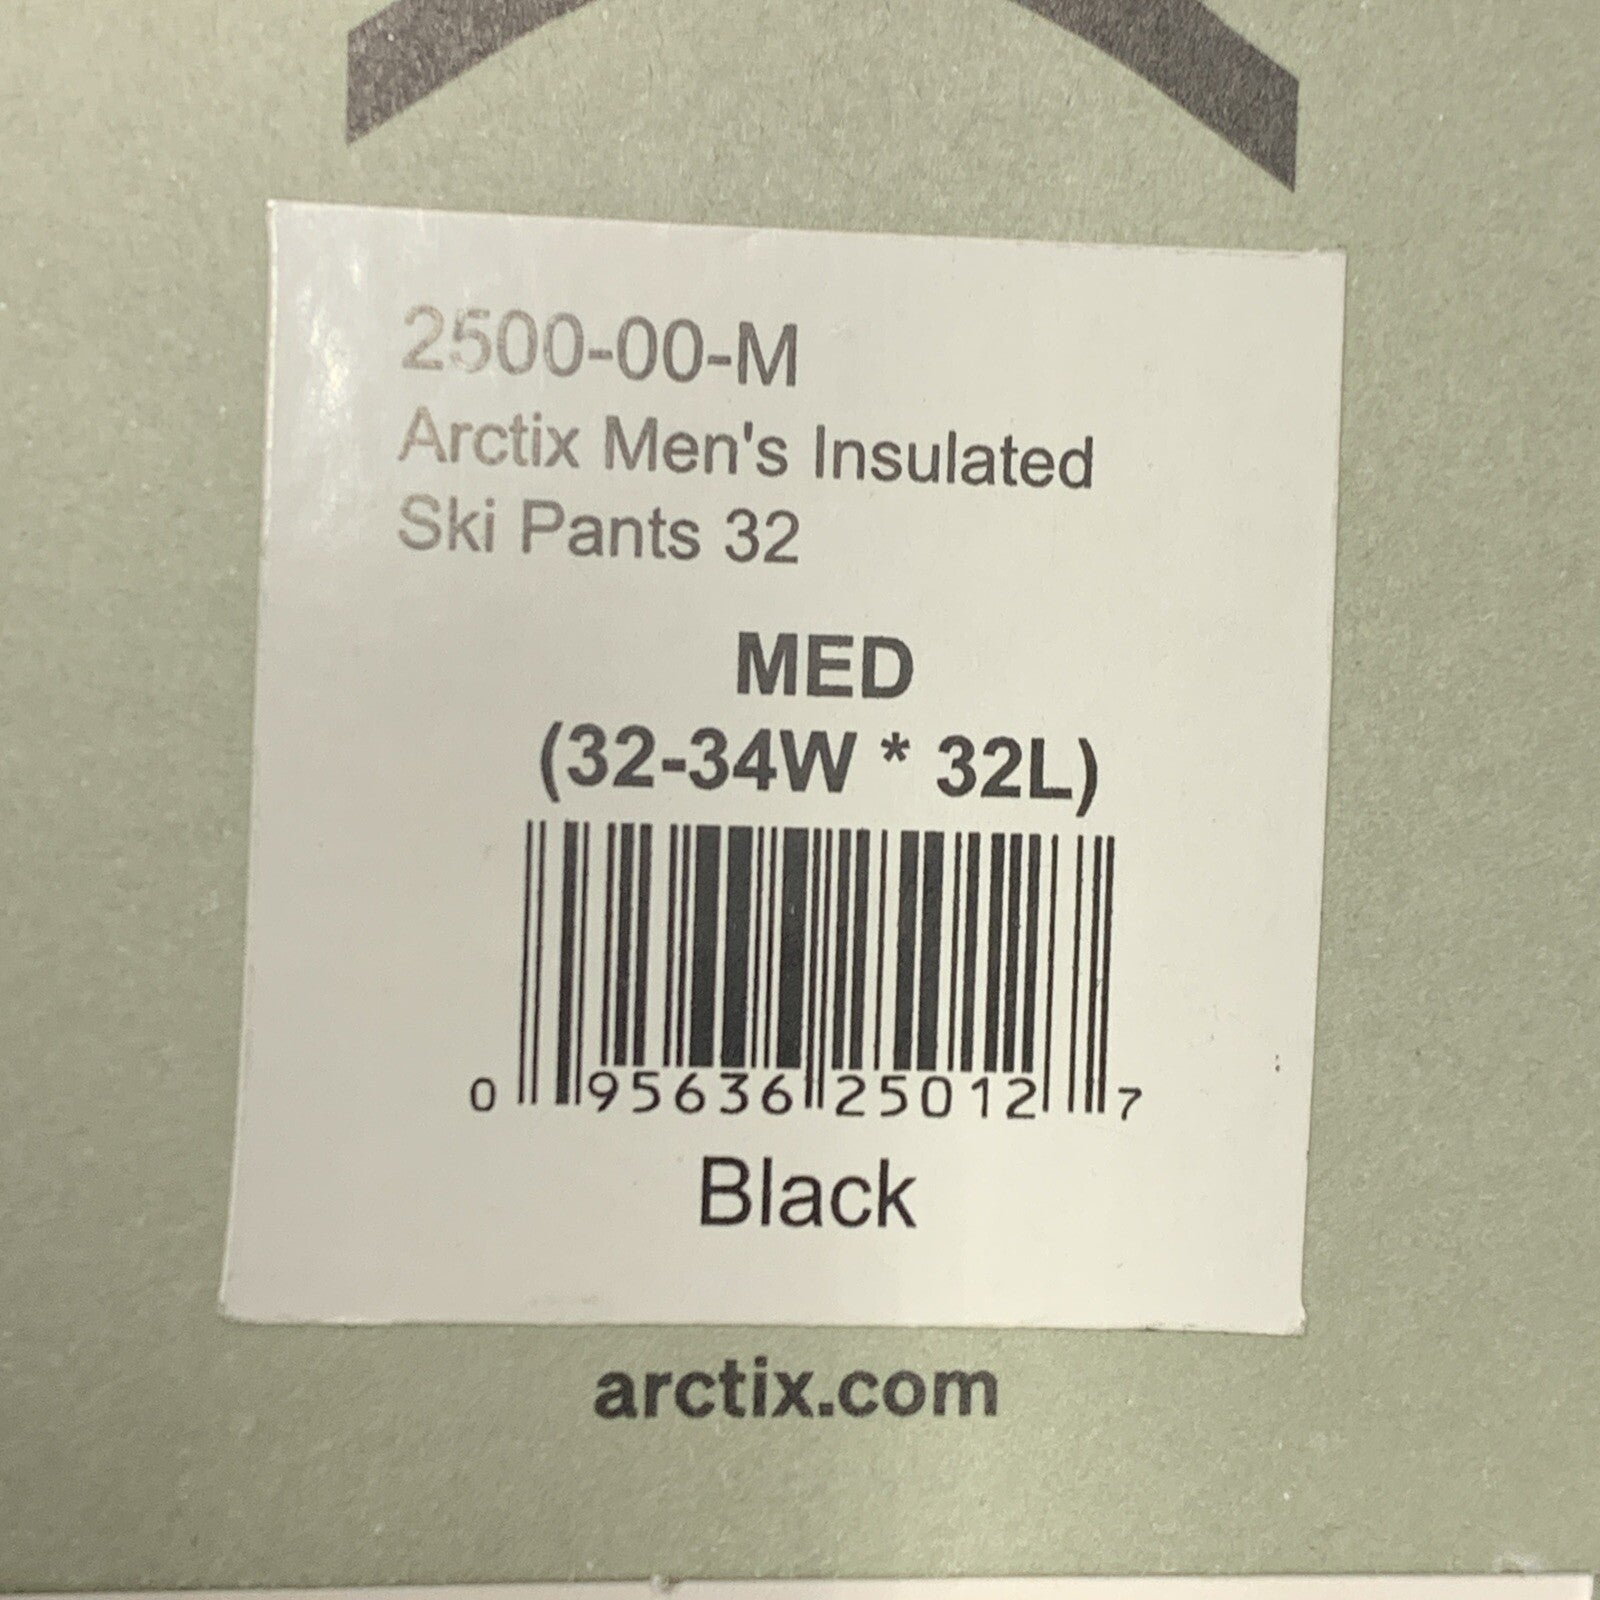 2500-00-M
Arctix Men's Insulated
Ski Pants 32
MED
(32-34W * 32L)
0 95636 25012 7
Black
arctix.com